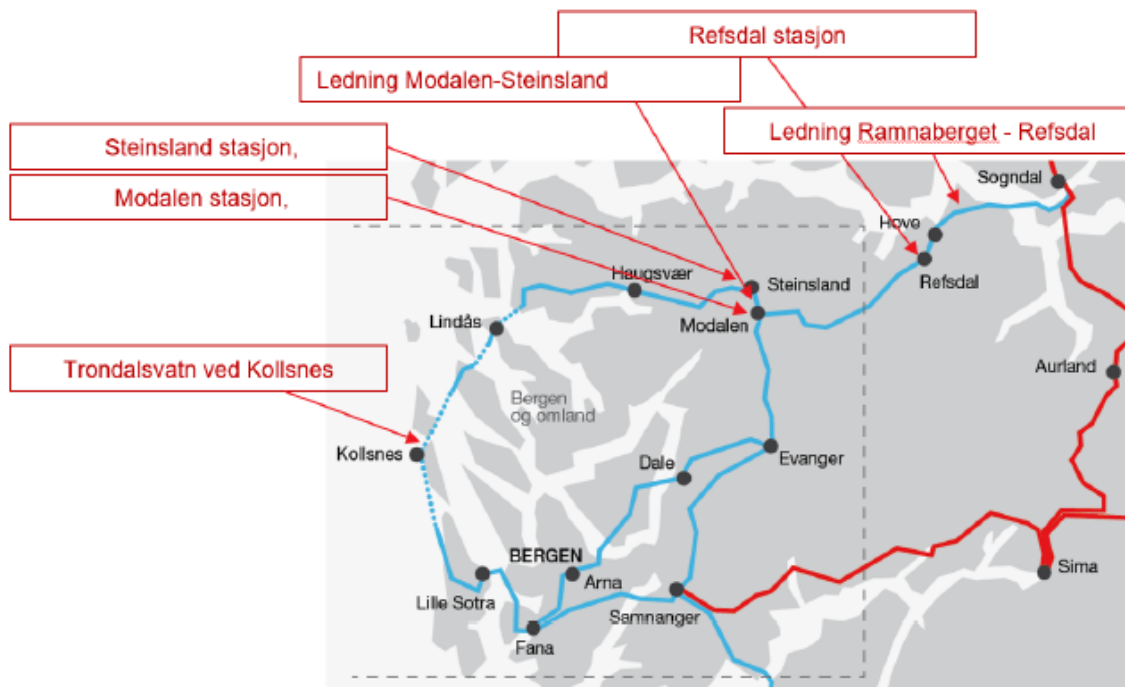 Refsdal stasjon
Ledning Modalen-Steinsland
Ledning Ramnaberget - Refsdal
Steinsland stasjon,
Modalen stasjon,
Sogndal
Hove
Refsdal
Haugsvær
Steinsland
Modalen
Lindås
Trondalsvatn ved Kollsnes
Aurland
Bergen
og omland
Kollsnes
Dale
Evanger
BERGEN
Arna
Sima
Lille Sotra
Samnanger
Fana